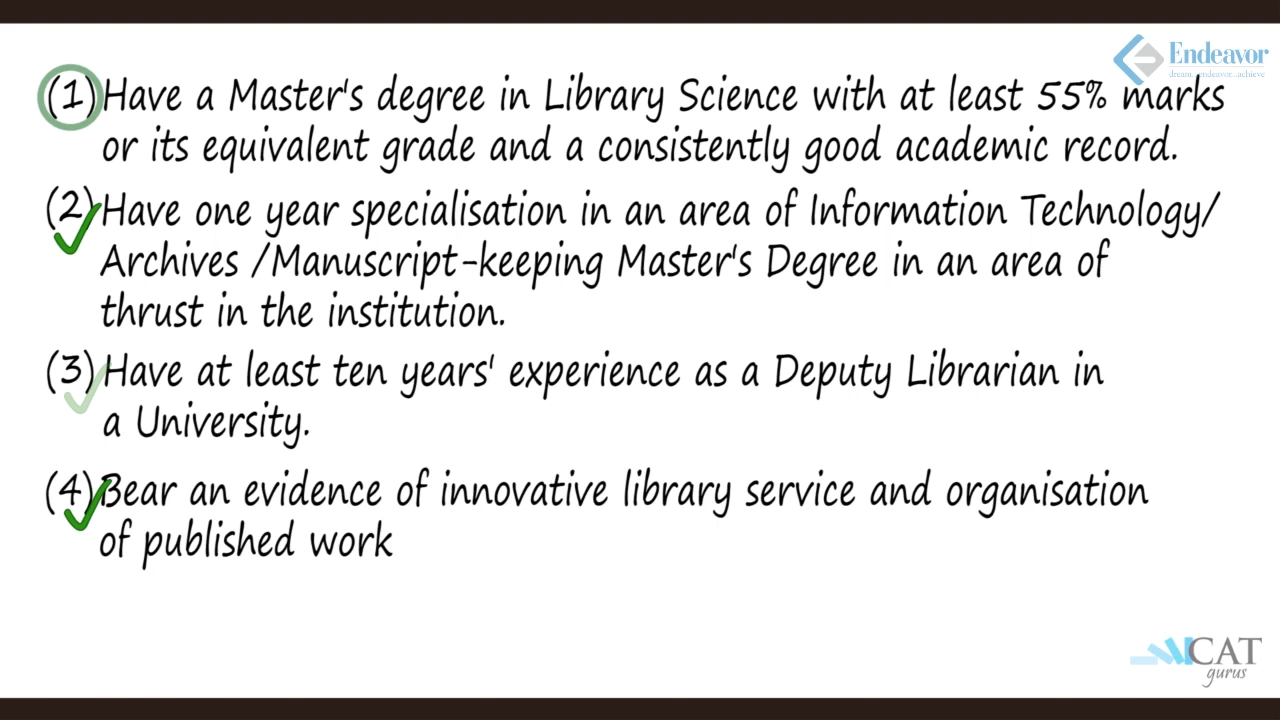 Endeavor
dream...endeavor...achieve
(1) Have a Master's degree in Library Science with at least 55% marks
or its equivalent grade and a consistently good academic record.
(2) Have one year specialisation in an area of Information Technology/
Archives /Manuscript-keeping Master's Degree in an area of
thrust in the institution.
(3) Have at least ten years' experience as a Deputy Librarian in
a University.
(4) Bear an evidence of innovative library service and organisation
of published work
CAT
gurus